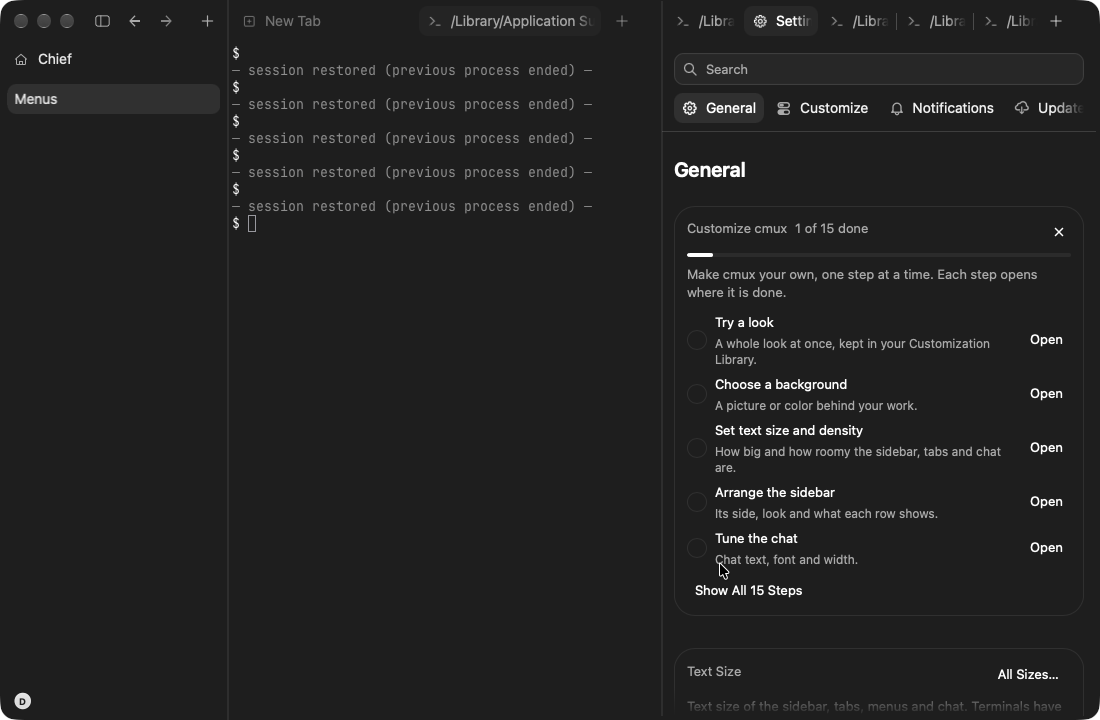 New Tab
/Library/Application Su
/Libra
Settin
/Libra
/Libra
/Libr
Chief
Menus
D
$
— session restored (previous process ended) —
$
— session restored (previous process ended) —
$
— session restored (previous process ended) —
$
— session restored (previous process ended) —
$
— session restored (previous process ended) —
$
Search
General
Customize
Notifications
Update
General
Customize cmux 1 of 15 done
Make cmux your own, one step at a time. Each step opens
where it is done.
Try a look
A whole look at once, kept in your Customization
Library.
Open
Choose a background
A picture or color behind your work.
Open
Set text size and density
How big and how roomy the sidebar, tabs and chat
are.
Open
Arrange the sidebar
Its side, look and what each row shows.
Open
Tune the chat
Chat text, font and width.
Open
Show All 15 Steps
Text Size
All Sizes...
Text size of the sidebar, tabs, menus and chat. Terminals have